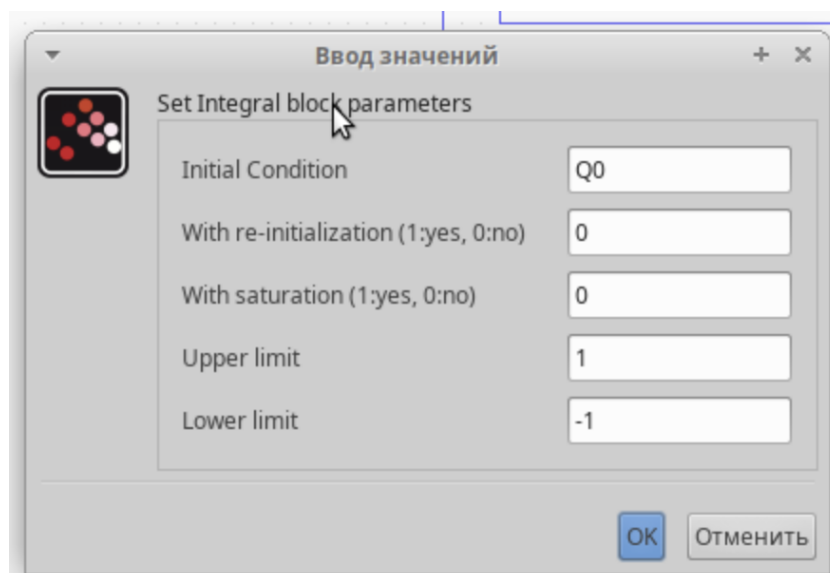 Ввод значений
Set Integral block parameters
Initial Condition Q0
With re-initialization (1:yes, 0:no) 0
With saturation (1:yes, 0:no) 0
Upper limit 1
Lower limit -1
OK Отменить